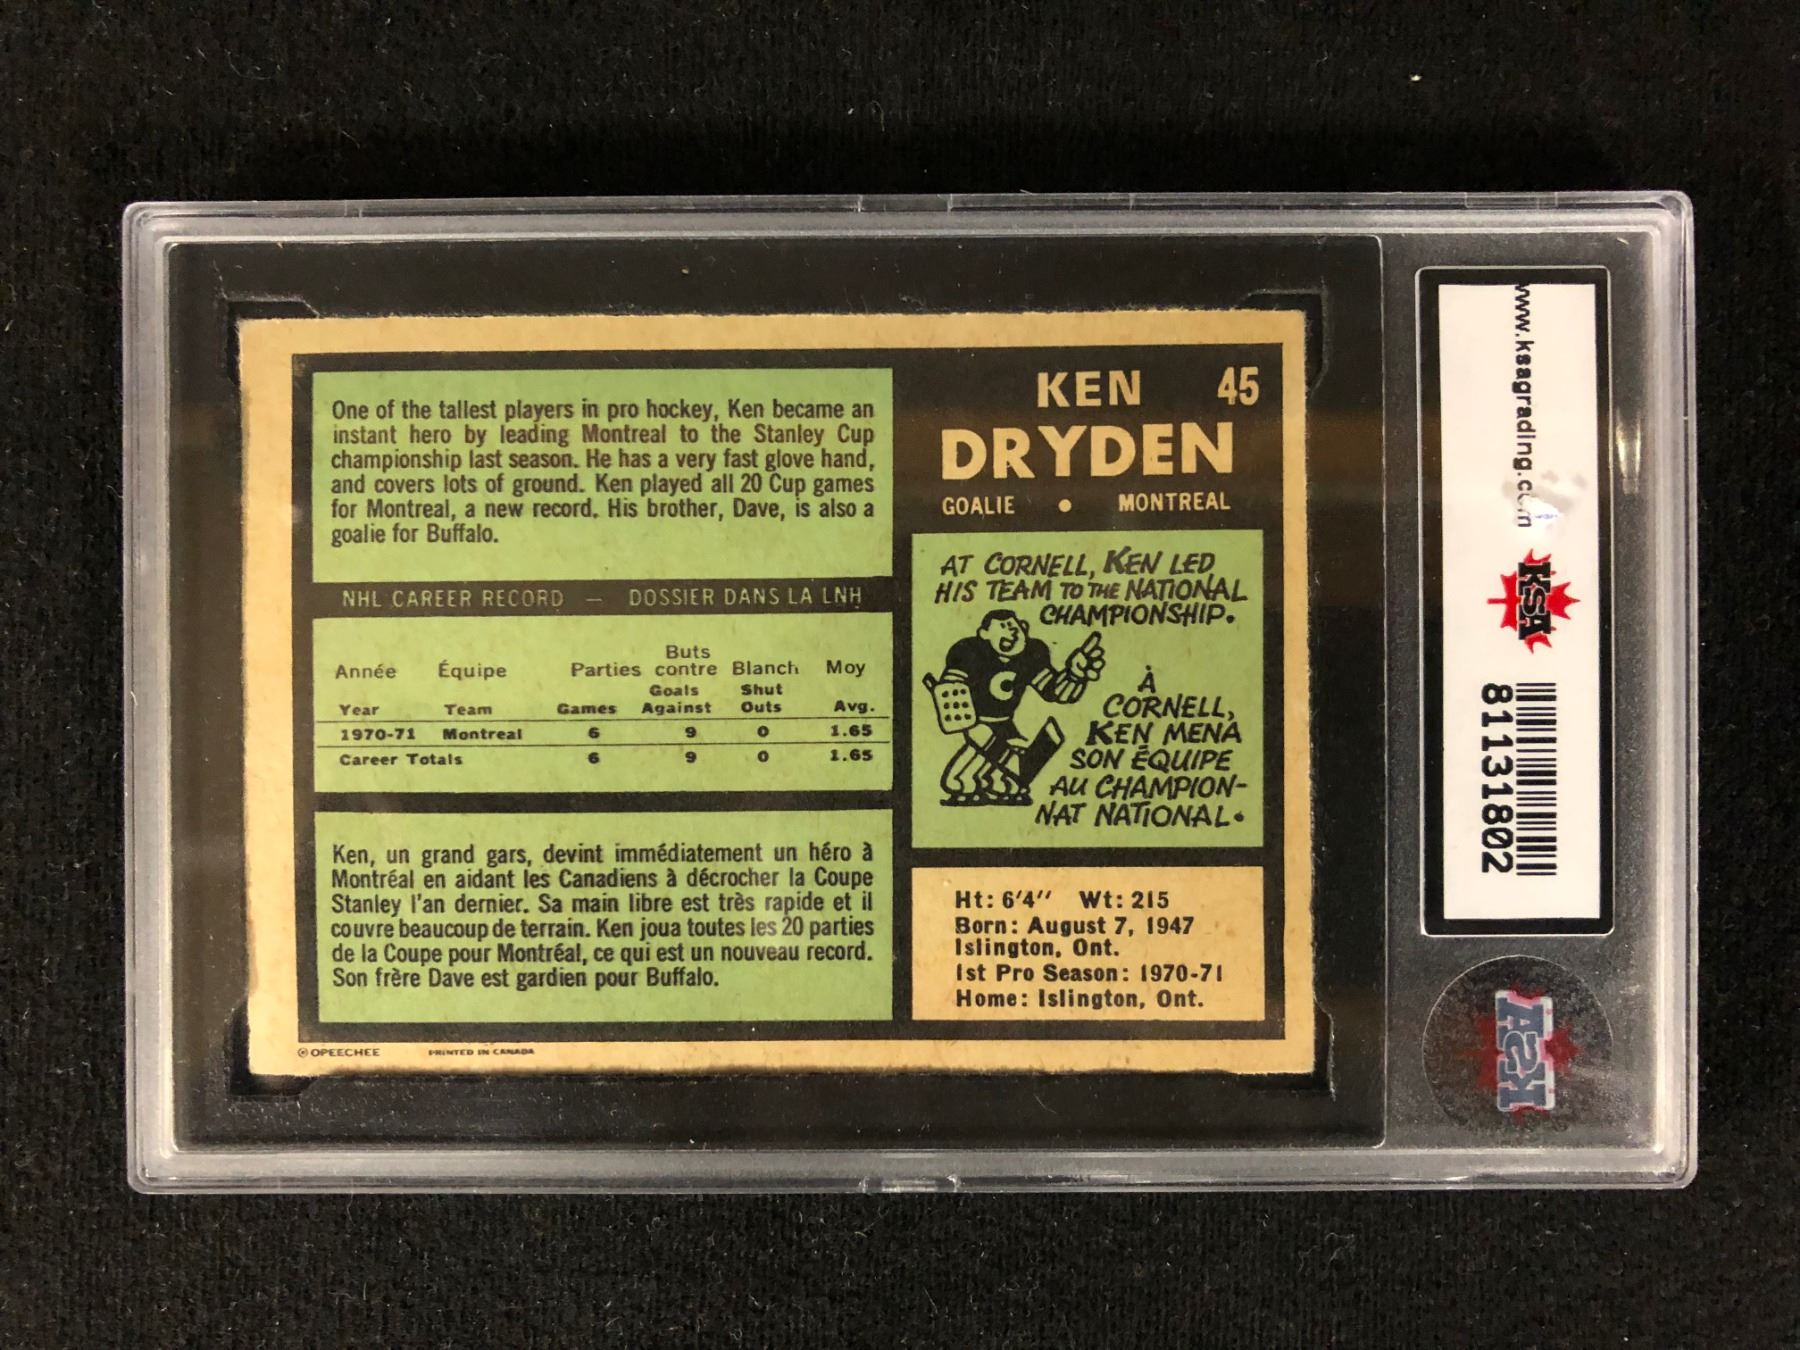 One of the tallest players in pro hockey, Ken became an
instant hero by leading Montreal to the Stanley Cup
championship last season. He has a very fast glove hand,
and covers lots of ground. Ken played all 20 Cup games
for Montreal, a new record. His brother, Dave, is also a
goalie for Buffalo.
NHL CAREER RECORD — DOSSIER DANS LA LNH
Buts
Année Équipe Parties contre Blanch Moy
Goals Shut
Year Team Games Against Outs Avg.
1970-71 Montreal 6 9 0 1.65
Career Totals 6 9 0 1.65
Ken, un grand gars, devint immédiatement un héro à
Montréal en aidant les Canadiens à décrocher la Coupe
Stanley l'an dernier. Sa main libre est très rapide et il
couvre beaucoup de terrain. Ken joua toutes les 20 parties
de la Coupe pour Montréal, ce qui est un nouveau record.
Son frère Dave est gardien pour Buffalo.
© OPEECHEE PRINTED IN CANADA
KEN 45
DRYDEN
GOALIE • MONTREAL
AT CORNELL, KEN LED
HIS TEAM TO THE NATIONAL
CHAMPIONSHIP.
C
À
CORNELL,
KEN MENA
SON ÉQUIPE
AU CHAMPION-
NAT NATIONAL.
Ht: 6'4'' Wt: 215
Born: August 7, 1947
Islington, Ont.
1st Pro Season: 1970-71
Home: Islington, Ont.
www.ksagrading.com
KSA
81131802
KSA